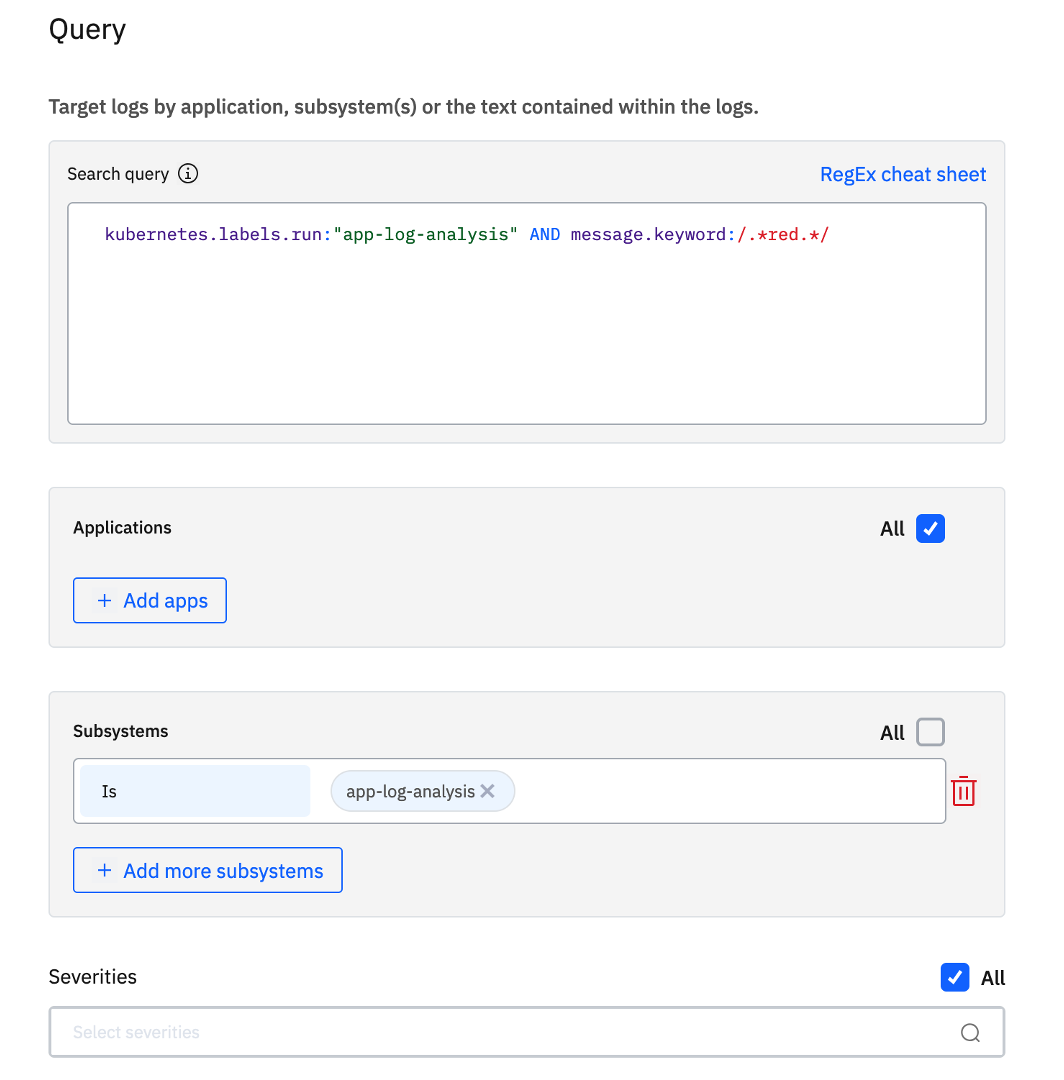 Query
Target logs by application, subsystem(s) or the text contained within the logs.
Search query
RegEx cheat sheet
kubernetes.labels.run:"app-log-analysis" AND message.keyword:/.*red.*/
Applications
All
+ Add apps
Subsystems
All
Is
app-log-analysis
+ Add more subsystems
Severities
All
Select severities